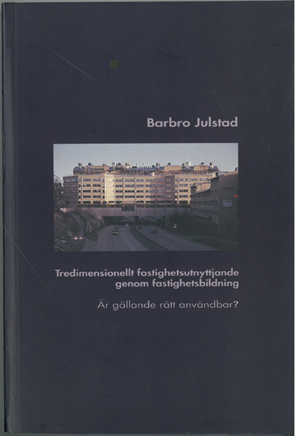 Barbro Julstad
Tredimensionellt fastighetsutnyttjande
genom fastighetsbildning
Är gällande rätt användbar?